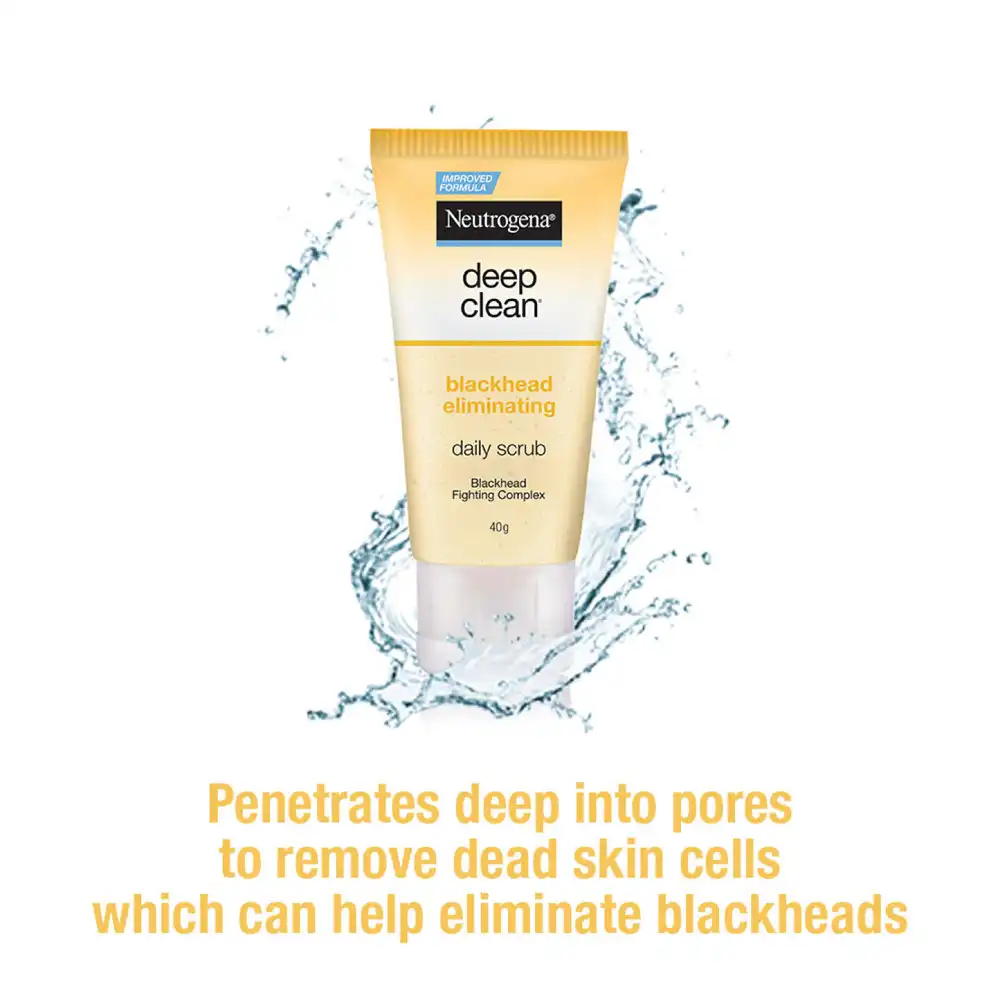 IMPROVED
FORMULA
Neutrogena®
deep
clean®
blackhead
eliminating
daily scrub
Blackhead
Fighting Complex
40g
Penetrates deep into pores
to remove dead skin cells
which can help eliminate blackheads